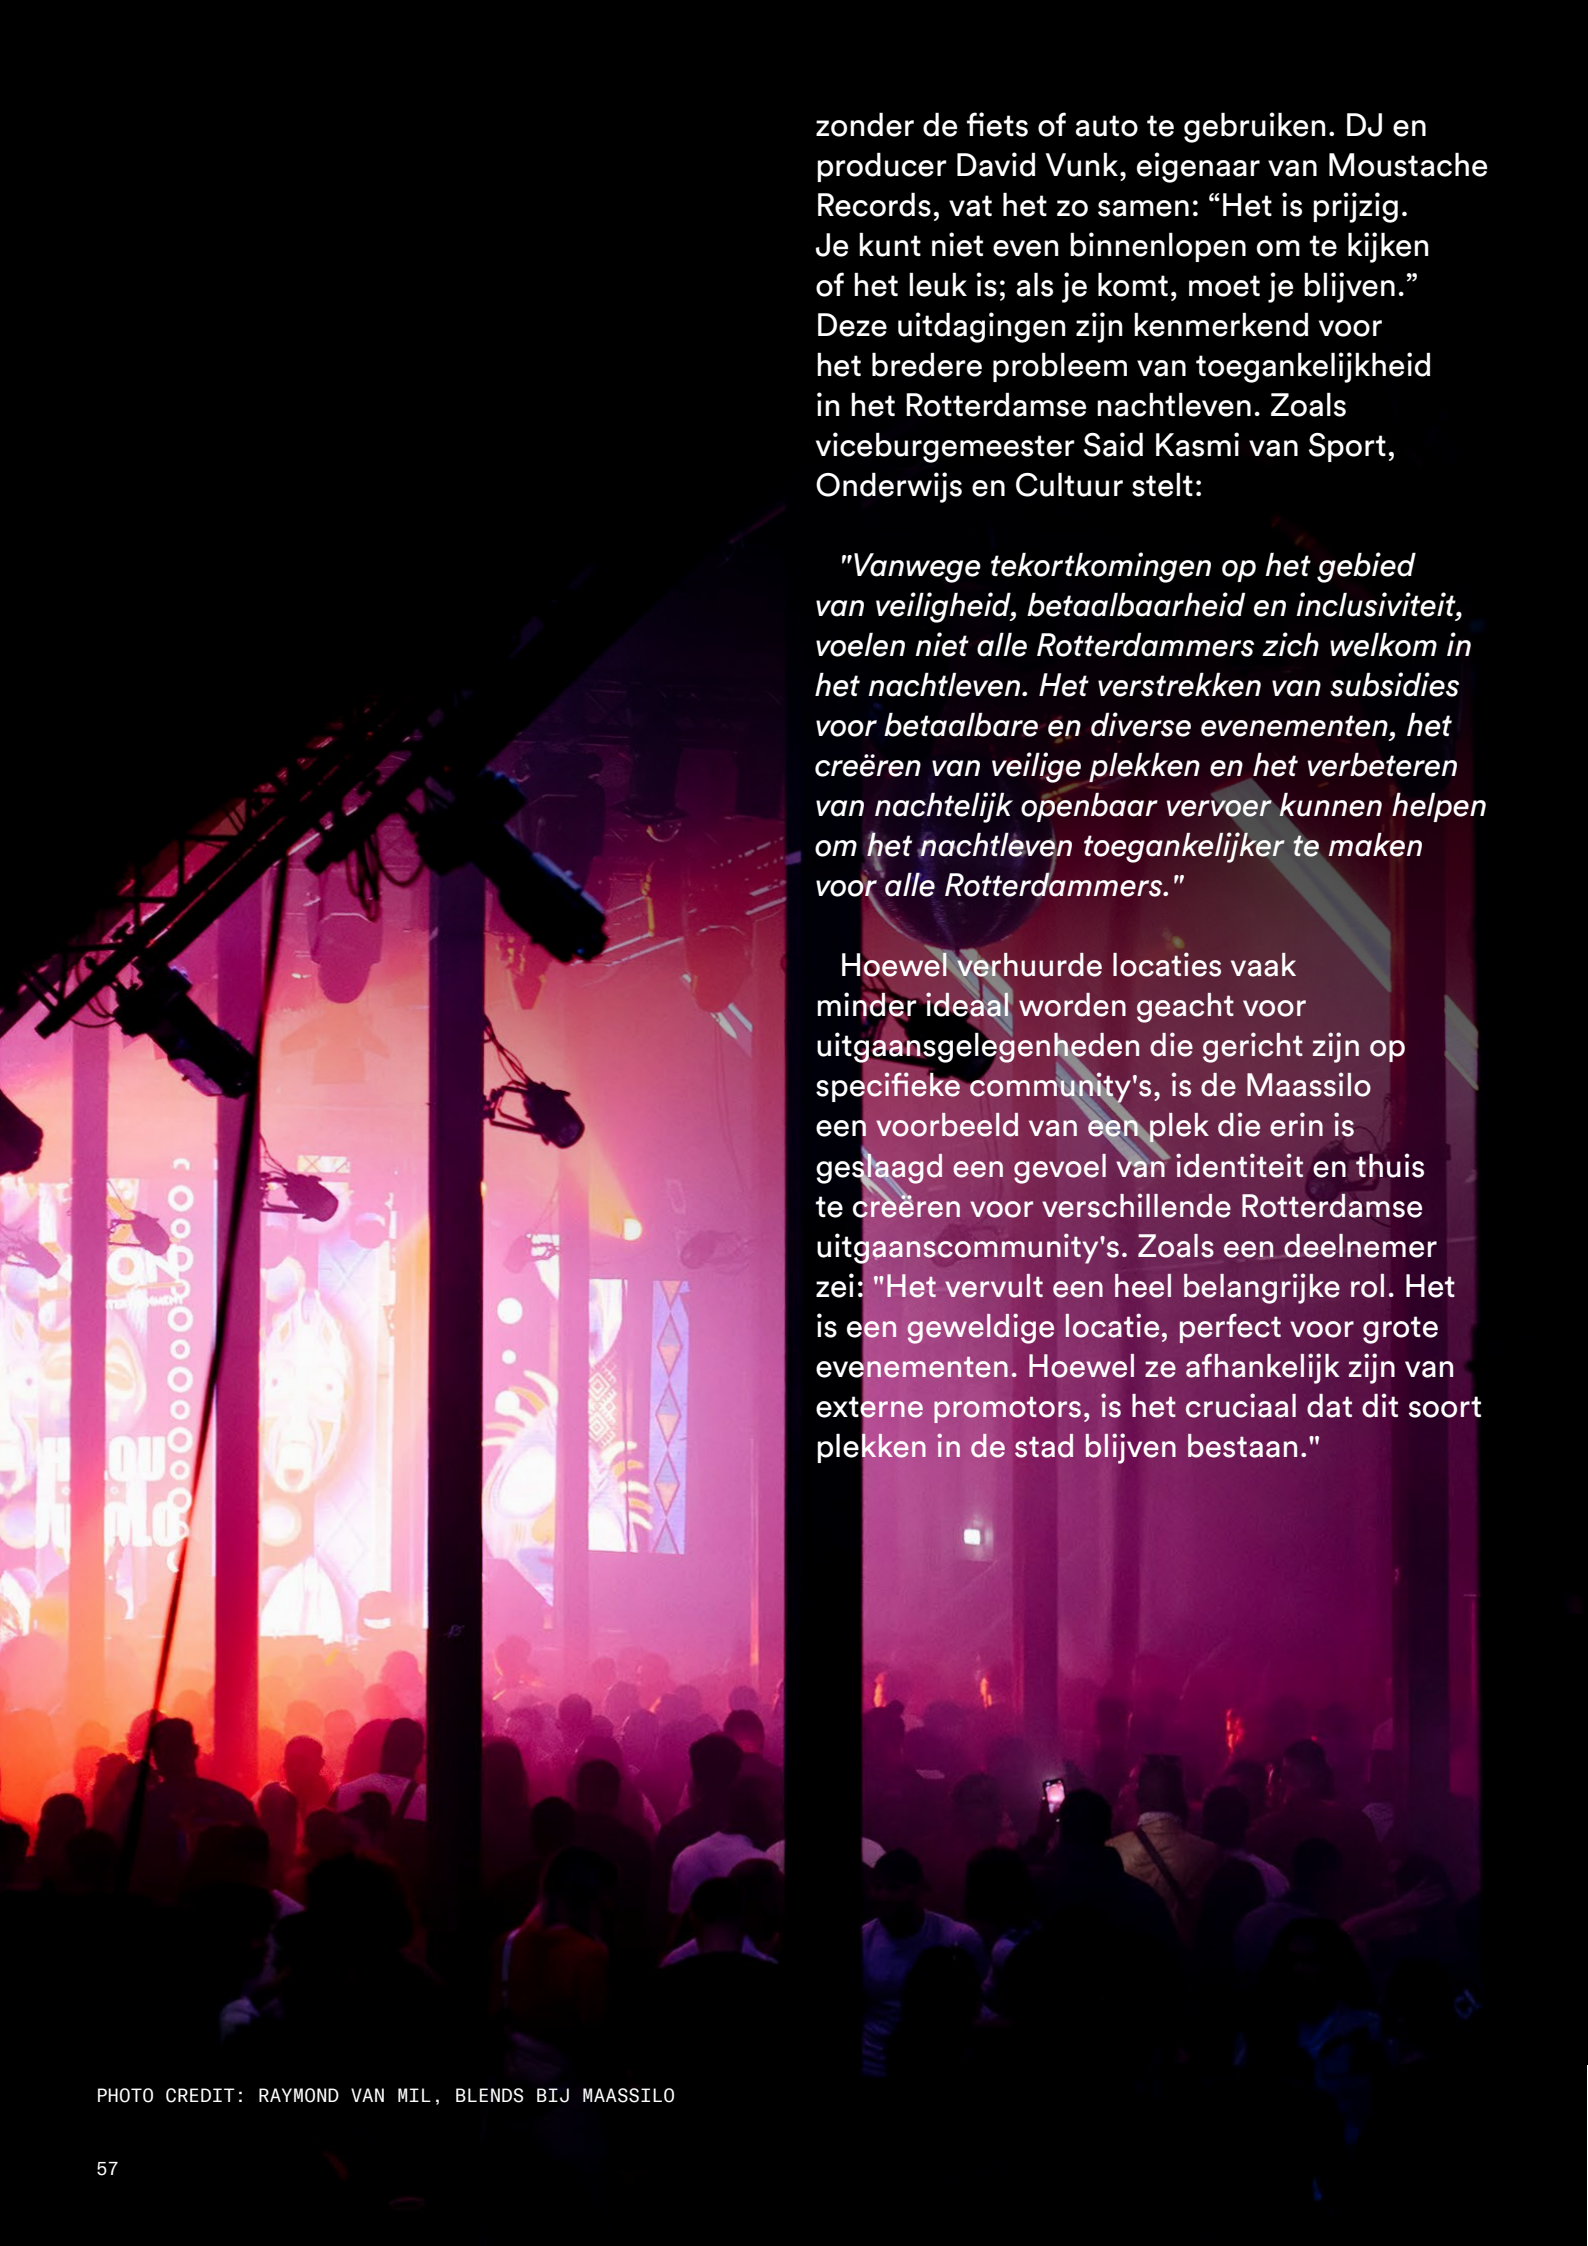 zonder de fiets of auto te gebruiken. DJ en
producer David Vunk, eigenaar van Moustache
Records, vat het zo samen: “Het is prijzig.
Je kunt niet even binnenlopen om te kijken
of het leuk is; als je komt, moet je blijven.”
Deze uitdagingen zijn kenmerkend voor
het bredere probleem van toegankelijkheid
in het Rotterdamse nachtleven. Zoals
viceburgemeester Said Kasmi van Sport,
Onderwijs en Cultuur stelt:
"Vanwege tekortkomingen op het gebied
van veiligheid, betaalbaarheid en inclusiviteit,
voelen niet alle Rotterdammers zich welkom in
het nachtleven. Het verstrekken van subsidies
voor betaalbare en diverse evenementen, het
creëren van veilige plekken en het verbeteren
van nachtelijk openbaar vervoer kunnen helpen
om het nachtleven toegankelijker te maken
voor alle Rotterdammers."
Hoewel verhuurde locaties vaak
minder ideaal worden geacht voor
uitgaansgelegenheden die gericht zijn op
specifieke community's, is de Maassilo
een voorbeeld van een plek die erin is
geslaagd een gevoel van identiteit en thuis
te creëren voor verschillende Rotterdamse
uitgaanscommunity's. Zoals een deelnemer
zei: "Het vervult een heel belangrijke rol. Het
is een geweldige locatie, perfect voor grote
evenementen. Hoewel ze afhankelijk zijn van
externe promotors, is het cruciaal dat dit soort
plekken in de stad blijven bestaan."
PHOTO CREDIT: RAYMOND VAN MIL, BLENDS BIJ MAASSILO
57